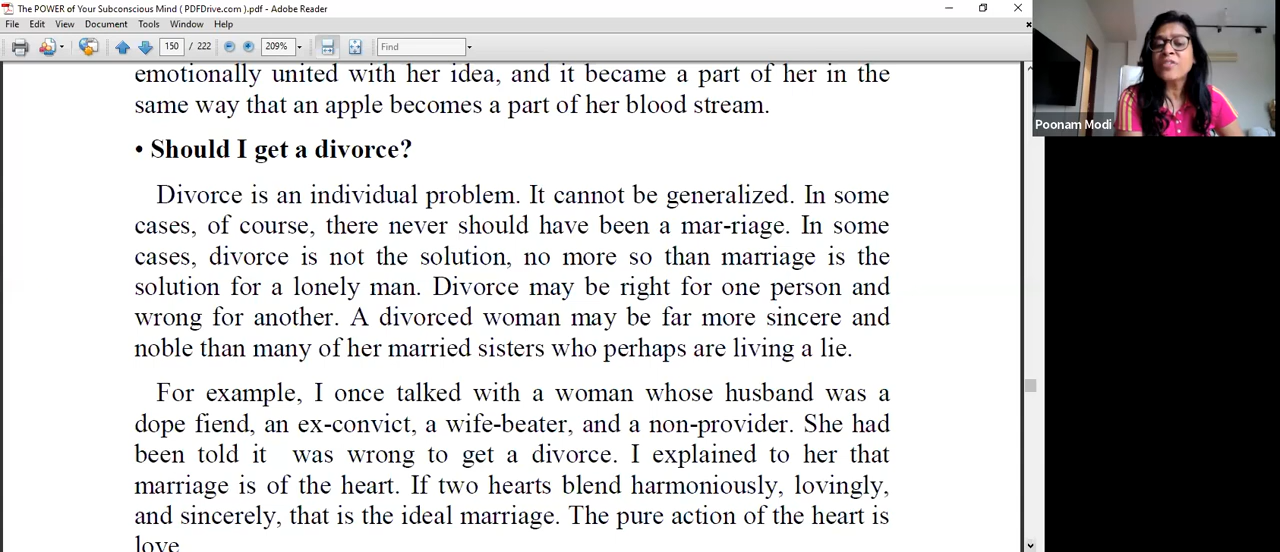 The POWER of Your Subconscious Mind ( PDFDrive.com ).pdf - Adobe Reader
File Edit View Document Tools Window Help
150 / 222 209% Find
emotionally united with her idea, and it became a part of her in the
same way that an apple becomes a part of her blood stream.
• Should I get a divorce?
Divorce is an individual problem. It cannot be generalized. In some
cases, of course, there never should have been a mar-riage. In some
cases, divorce is not the solution, no more so than marriage is the
solution for a lonely man. Divorce may be right for one person and
wrong for another. A divorced woman may be far more sincere and
noble than many of her married sisters who perhaps are living a lie.
For example, I once talked with a woman whose husband was a
dope fiend, an ex-convict, a wife-beater, and a non-provider. She had
been told it was wrong to get a divorce. I explained to her that
marriage is of the heart. If two hearts blend harmoniously, lovingly,
and sincerely, that is the ideal marriage. The pure action of the heart is
love
Poonam Modi